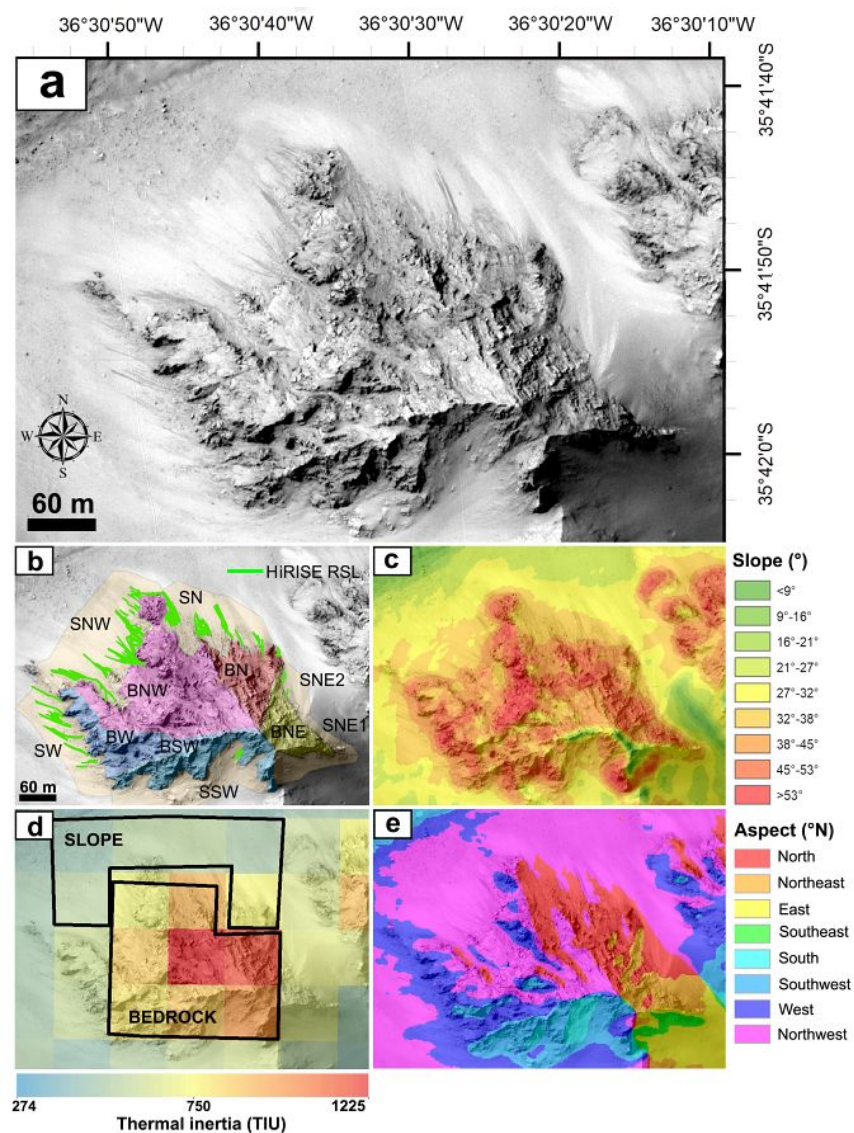 36°30'50"W 36°30'40"W 36°30'30"W 36°30'20"W 36°30'10"W
a
35°41'40"S
35°41'50"S
35°42'0"S
N
W E
S
60 m
b
HiRISE RSL
SN
SNW
BN
SNE2
BNW
SNE1
BNE
BW
BSW
SW
SSW
60 m
c
Slope (°)
<9°
9°-16°
16-21°
21-27°
27-32°
32-38°
38-45°
45-53°
>53°
d
SLOPE
BEDROCK
274 750 1225
Thermal inertia (TIU)
e
Aspect (°N)
North
Northeast
East
Southeast
South
Southwest
West
Northwest